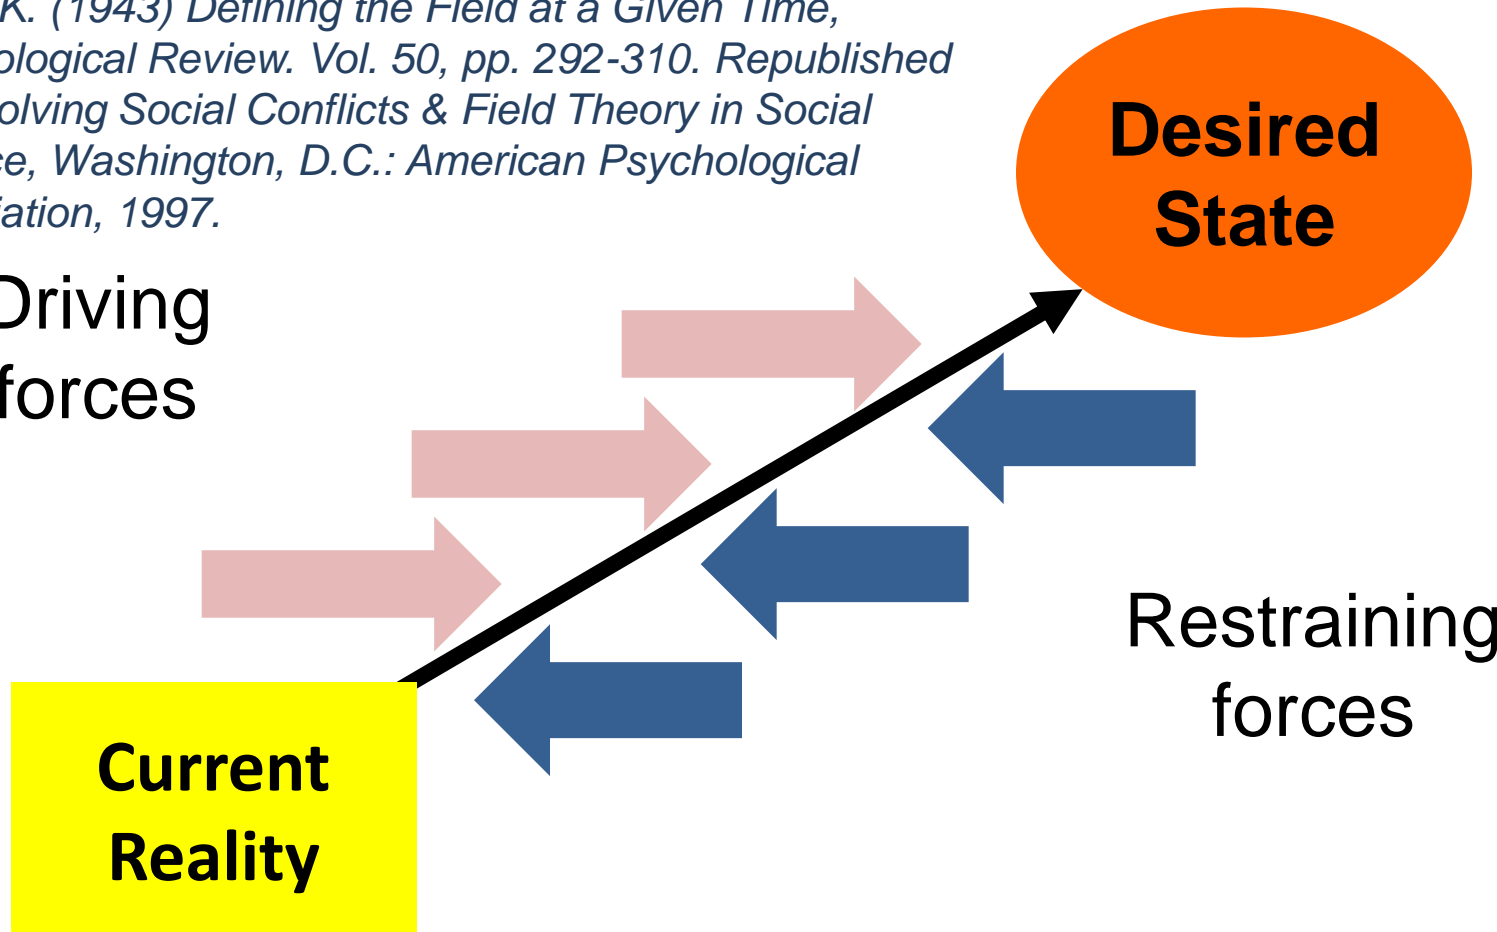 K. (1943) Defining the Field at a Given Time,
ological Review. Vol. 50, pp. 292-310. Republished
olving Social Conflicts & Field Theory in Social
ce, Washington, D.C.: American Psychological
iation, 1997.
Desired
State
Driving
forces
Restraining
forces
Current
Reality